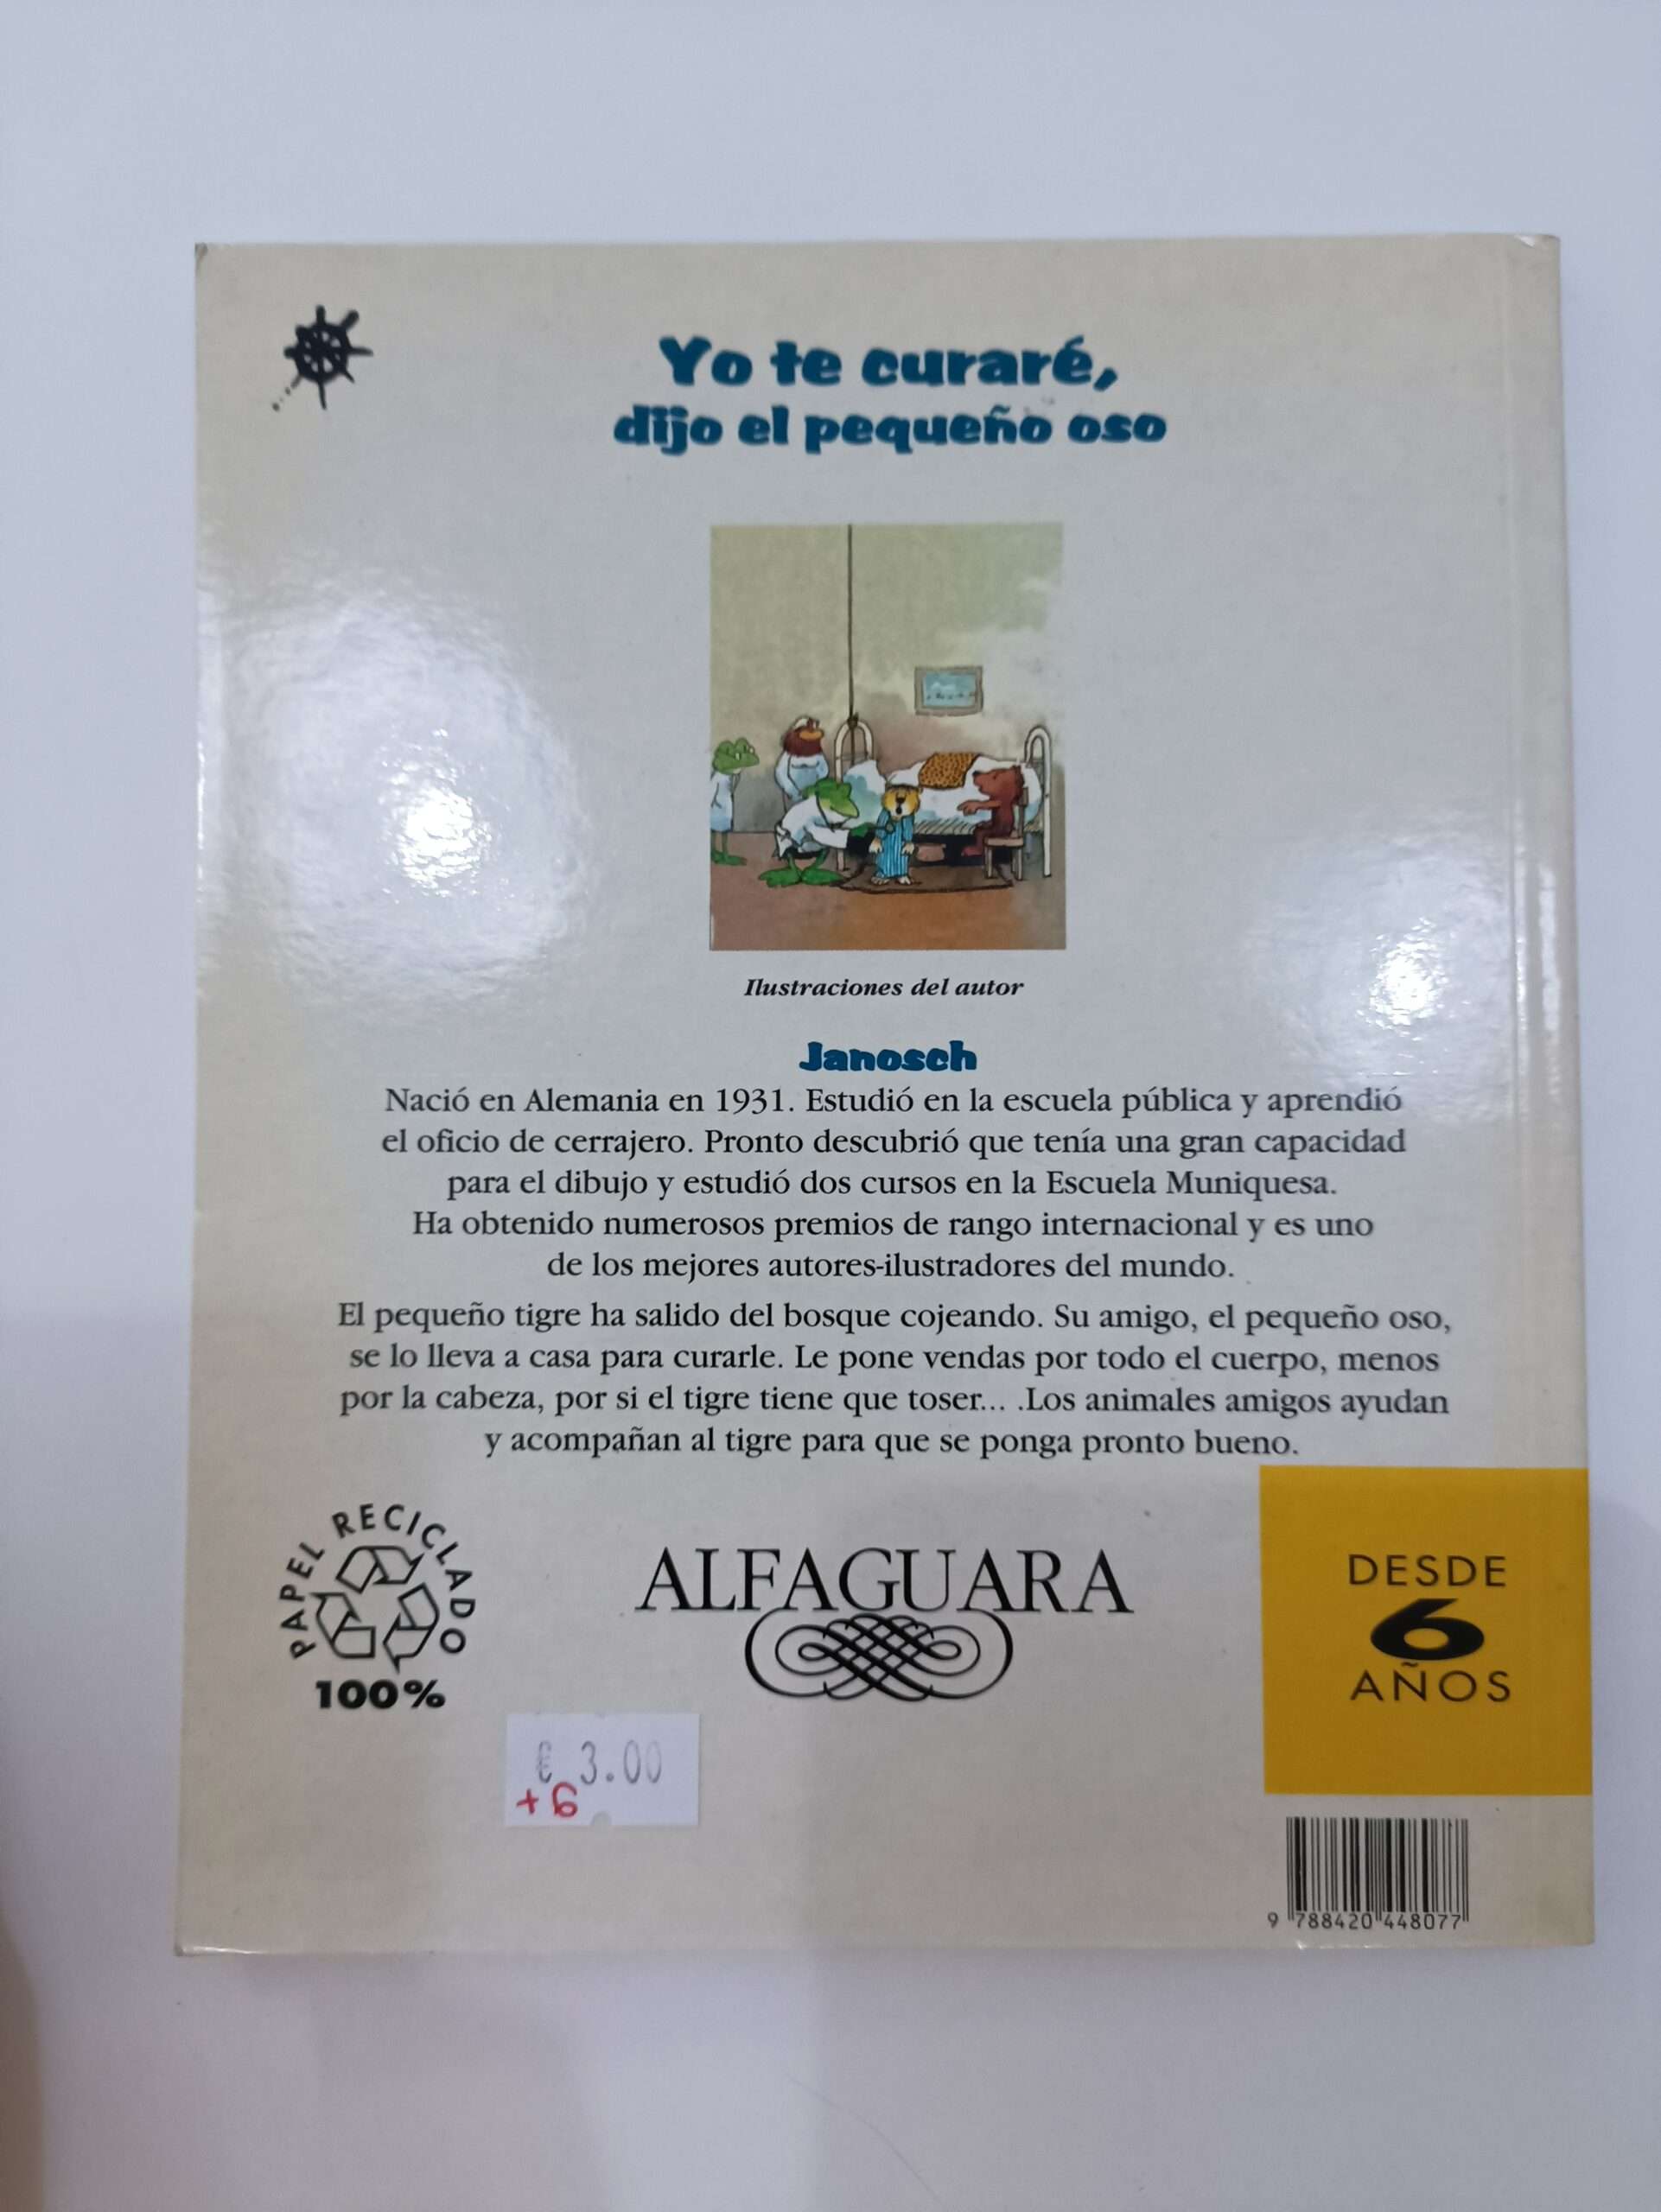 Yo te curaré,
dijo el pequeño oso
Ilustraciones del autor
Janosch
Nació en Alemania en 1931. Estudió en la escuela pública y aprendió
el oficio de cerrajero. Pronto descubrió que tenía una gran capacidad
para el dibujo y estudió dos cursos en la Escuela Muniquesa.
Ha obtenido numerosos premios de rango internacional y es uno
de los mejores autores-ilustradores del mundo.
El pequeño tigre ha salido del bosque cojeando. Su amigo, el pequeño oso,
se lo lleva a casa para curarle. Le pone vendas por todo el cuerpo, menos
por la cabeza, por si el tigre tiene que toser... .Los animales amigos ayudan
y acompañan al tigre para que se ponga pronto bueno.
PAPEL RECICLADO
100%
ALFAGUARA
DESDE
6
AÑOS
€ 3.00
+6
9 788420 448077